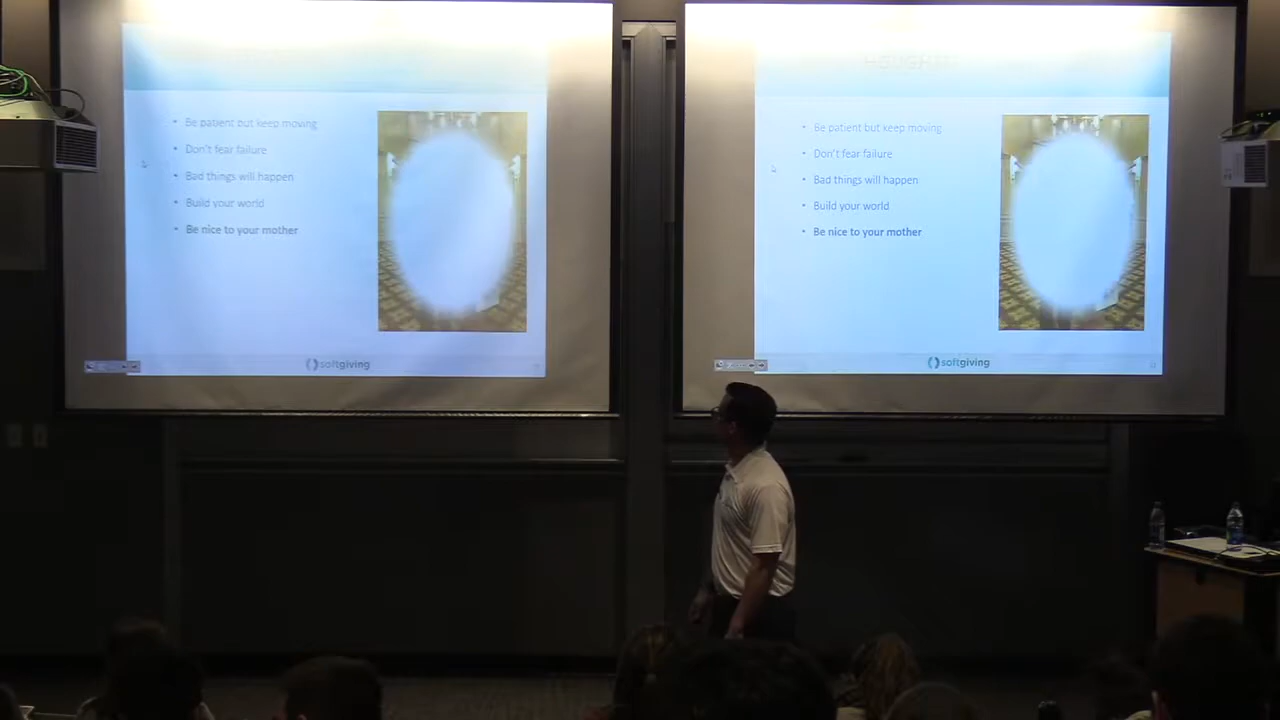 • Be patient but keep moving
• Don't fear failure
• Bad things will happen
• Build your world
• Be nice to your mother
softgiving
• Be patient but keep moving
• Don't fear failure
• Bad things will happen
• Build your world
• Be nice to your mother
softgiving